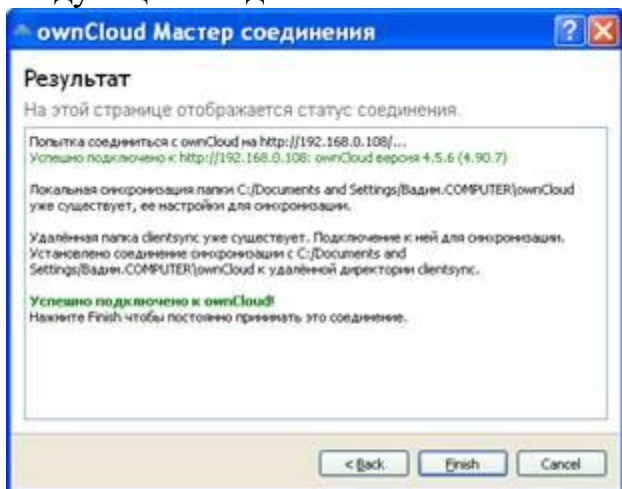 ownCloud Мастер соединения
Результат
На этой странице отображается статус соединения.
Попытка соединиться с ownCloud на http://192.168.0.108/...
Успешно подключено к http://192.168.0.108: ownCloud версия 4.5.6 (4.90.7)
Локальная синхронизация папки C:/Documents and Settings/Вадим.COMPUTER\ownCloud
уже существует, ее настройки для синхронизации.
Удалённая папка clientsync уже существует. Подключение к ней для синхронизации.
Установлено соединение синхронизации с C:/Documents and
Settings/Вадим.COMPUTER\ownCloud к удалённой директории clientsync.
Успешно подключено к ownCloud!
Нажмите Finish чтобы постоянно принимать это соединение.
< Back Finish Cancel